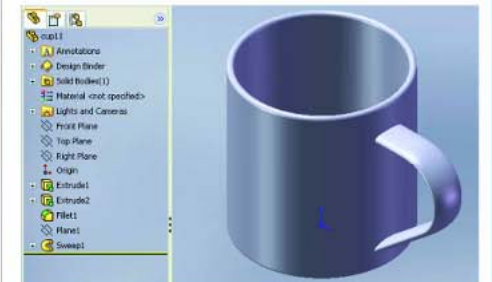 cup11
Annotations
Design Binder
Solid Bodies(1)
Material <not specified>
Lights and Cameras
Front Plane
Top Plane
Right Plane
Origin
Extrude1
Extrude2
Fillet1
Plane1
Sweep1